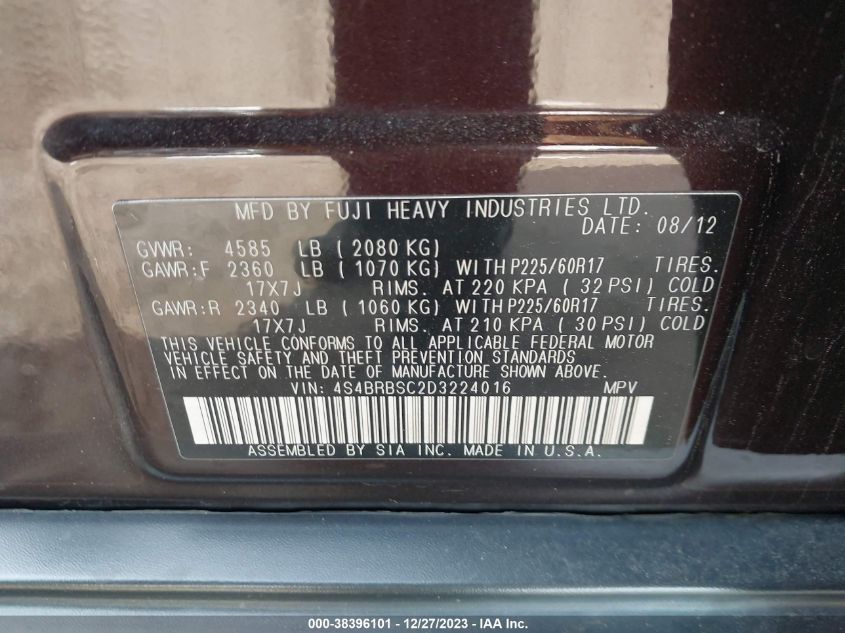 MFD BY FUJI HEAVY INDUSTRIES LTD.
DATE: 08/12
GVWR: 4585 LB ( 2080 KG)
GAWR:F 2360 LB ( 1070 KG) WITH P225/60R17 TIRES.
17X7J RIMS. AT 220 KPA ( 32 PSI) COLD
GAWR:R 2340 LB ( 1060 KG) WITH P225/60R17 TIRES.
17X7J RIMS. AT 210 KPA ( 30 PSI) COLD
THIS VEHICLE CONFORMS TO ALL APPLICABLE FEDERAL MOTOR
VEHICLE SAFETY AND THEFT PREVENTION STANDARDS
IN EFFECT ON THE DATE OF MANUFACTURE SHOWN ABOVE.
VIN: 4S4BRBSC2D3224016 MPV
ASSEMBLED BY SIA INC. MADE IN U.S.A.
000-38396101 - 12/27/2023 - IAA Inc.